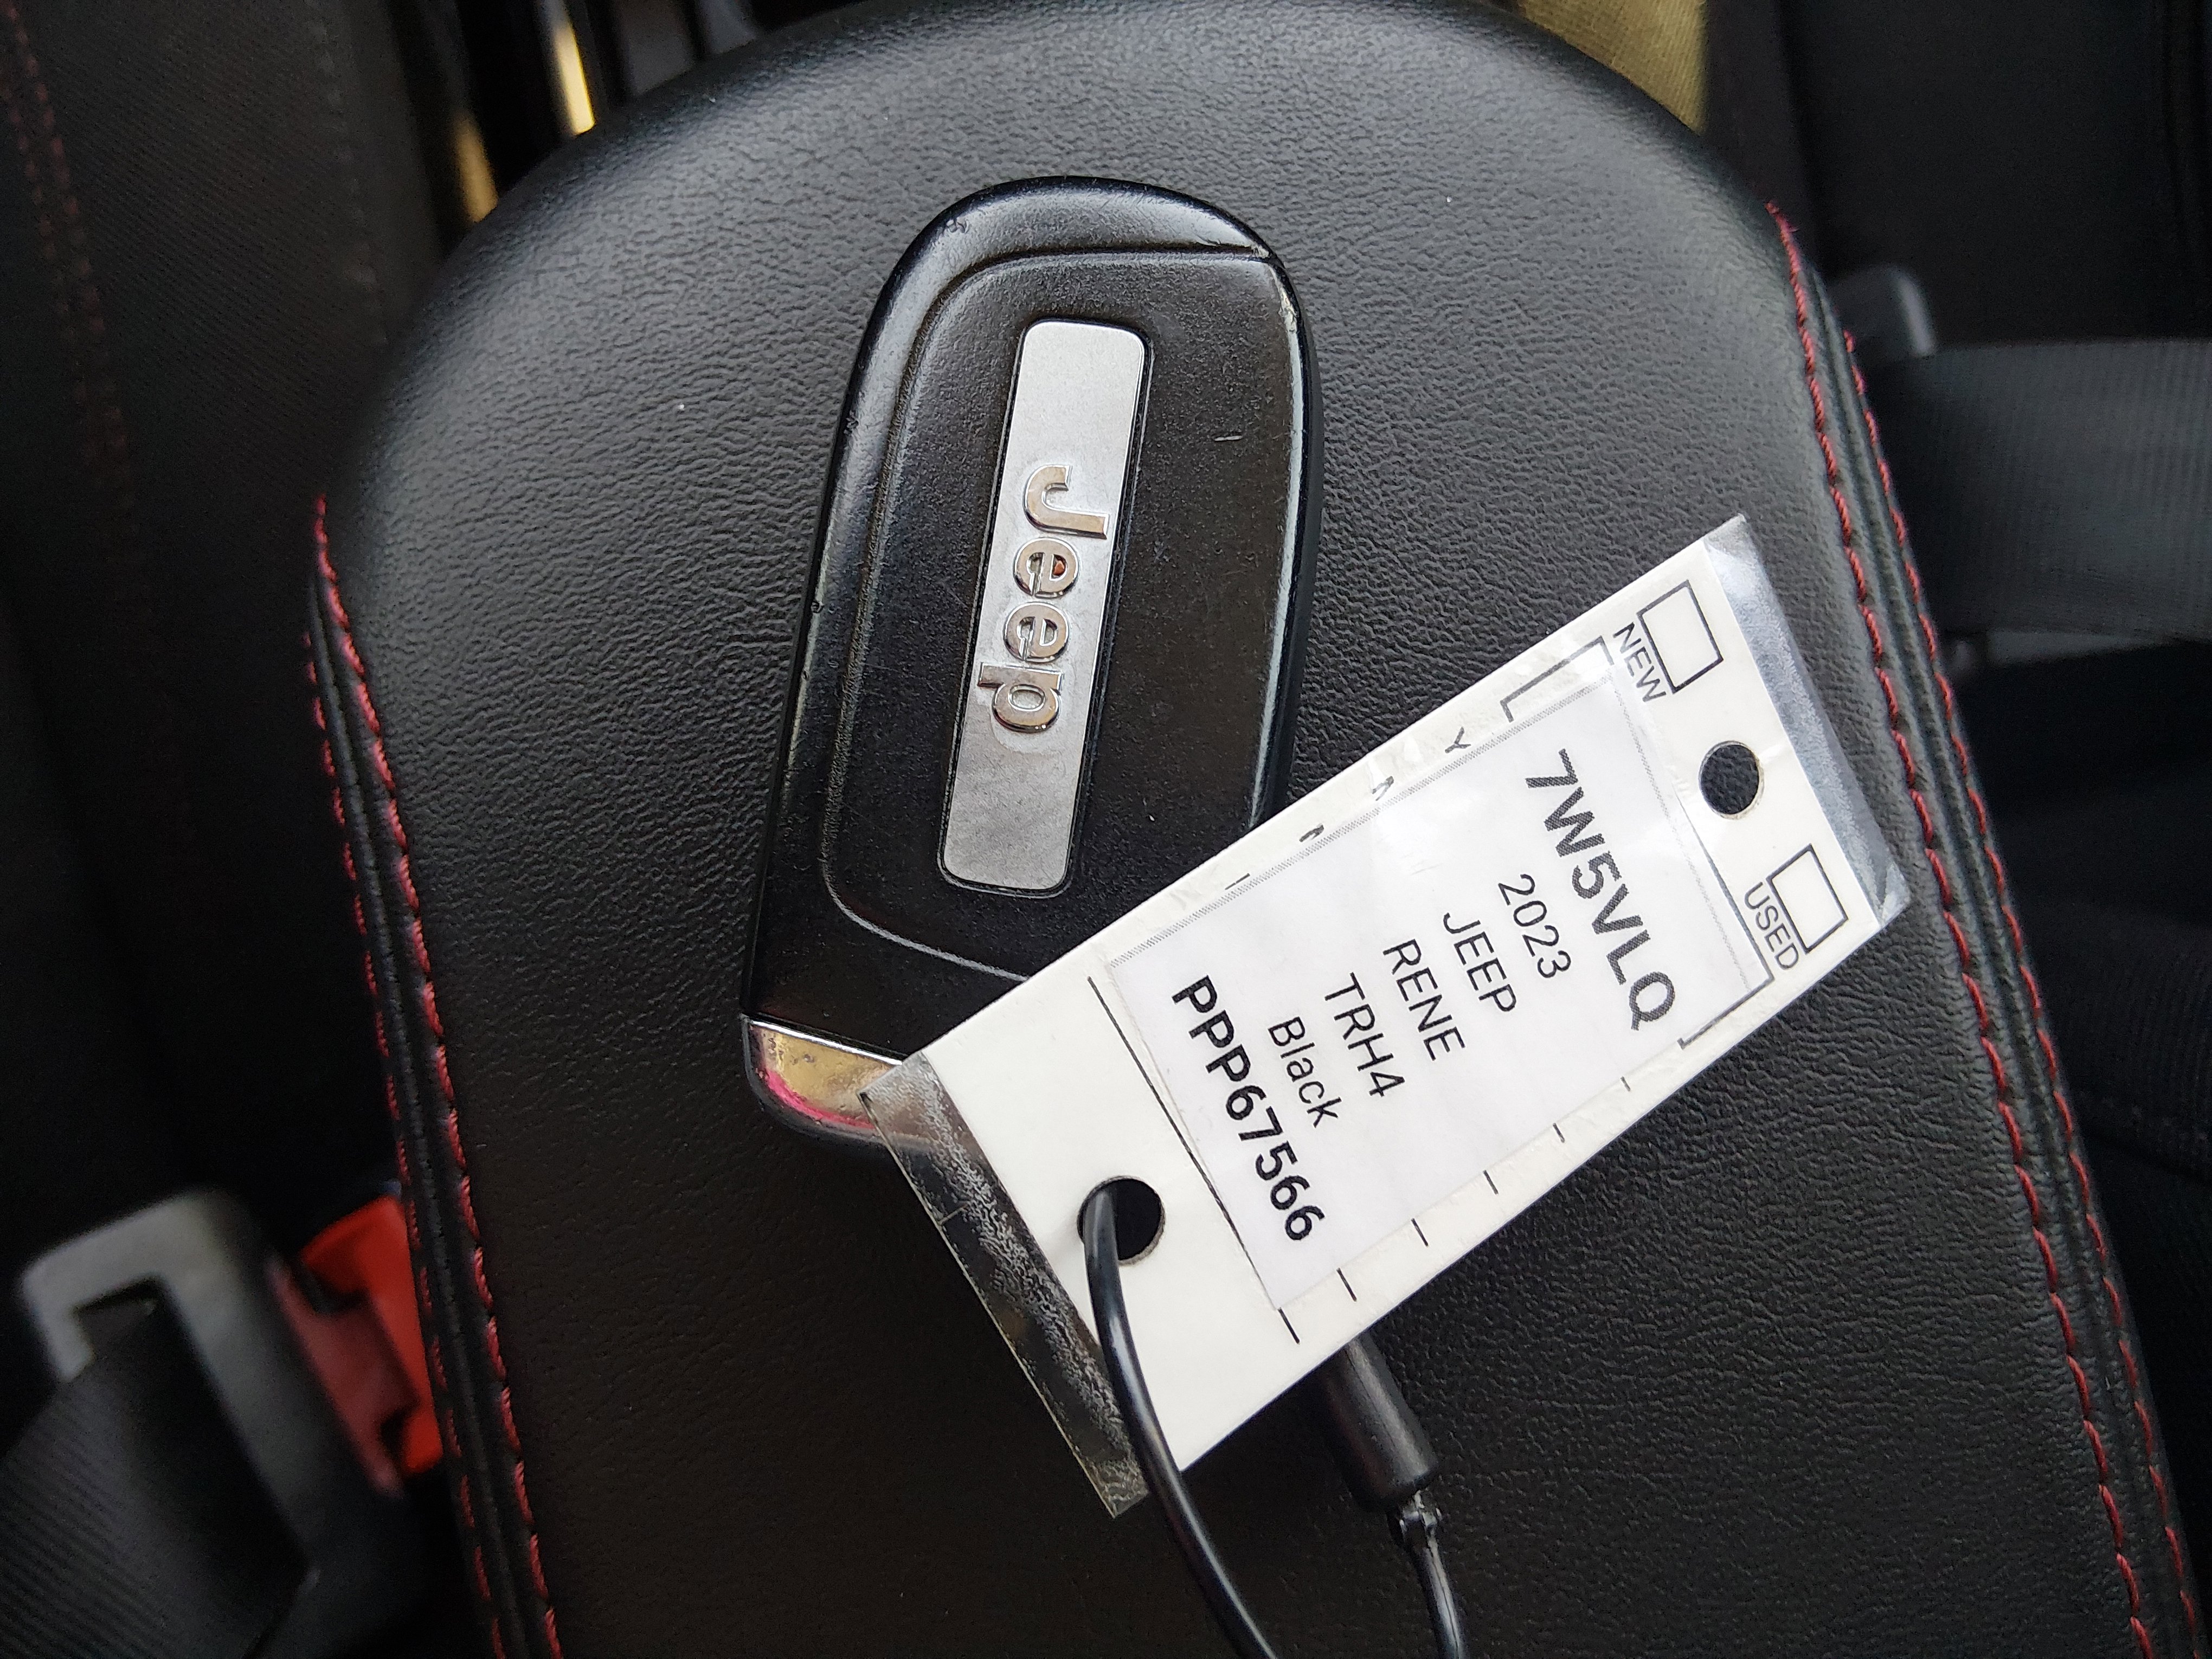 Jeep
NEW
USED
7W5VLQ
2023
JEEP
RENE
TRH4
Black
PPP67566